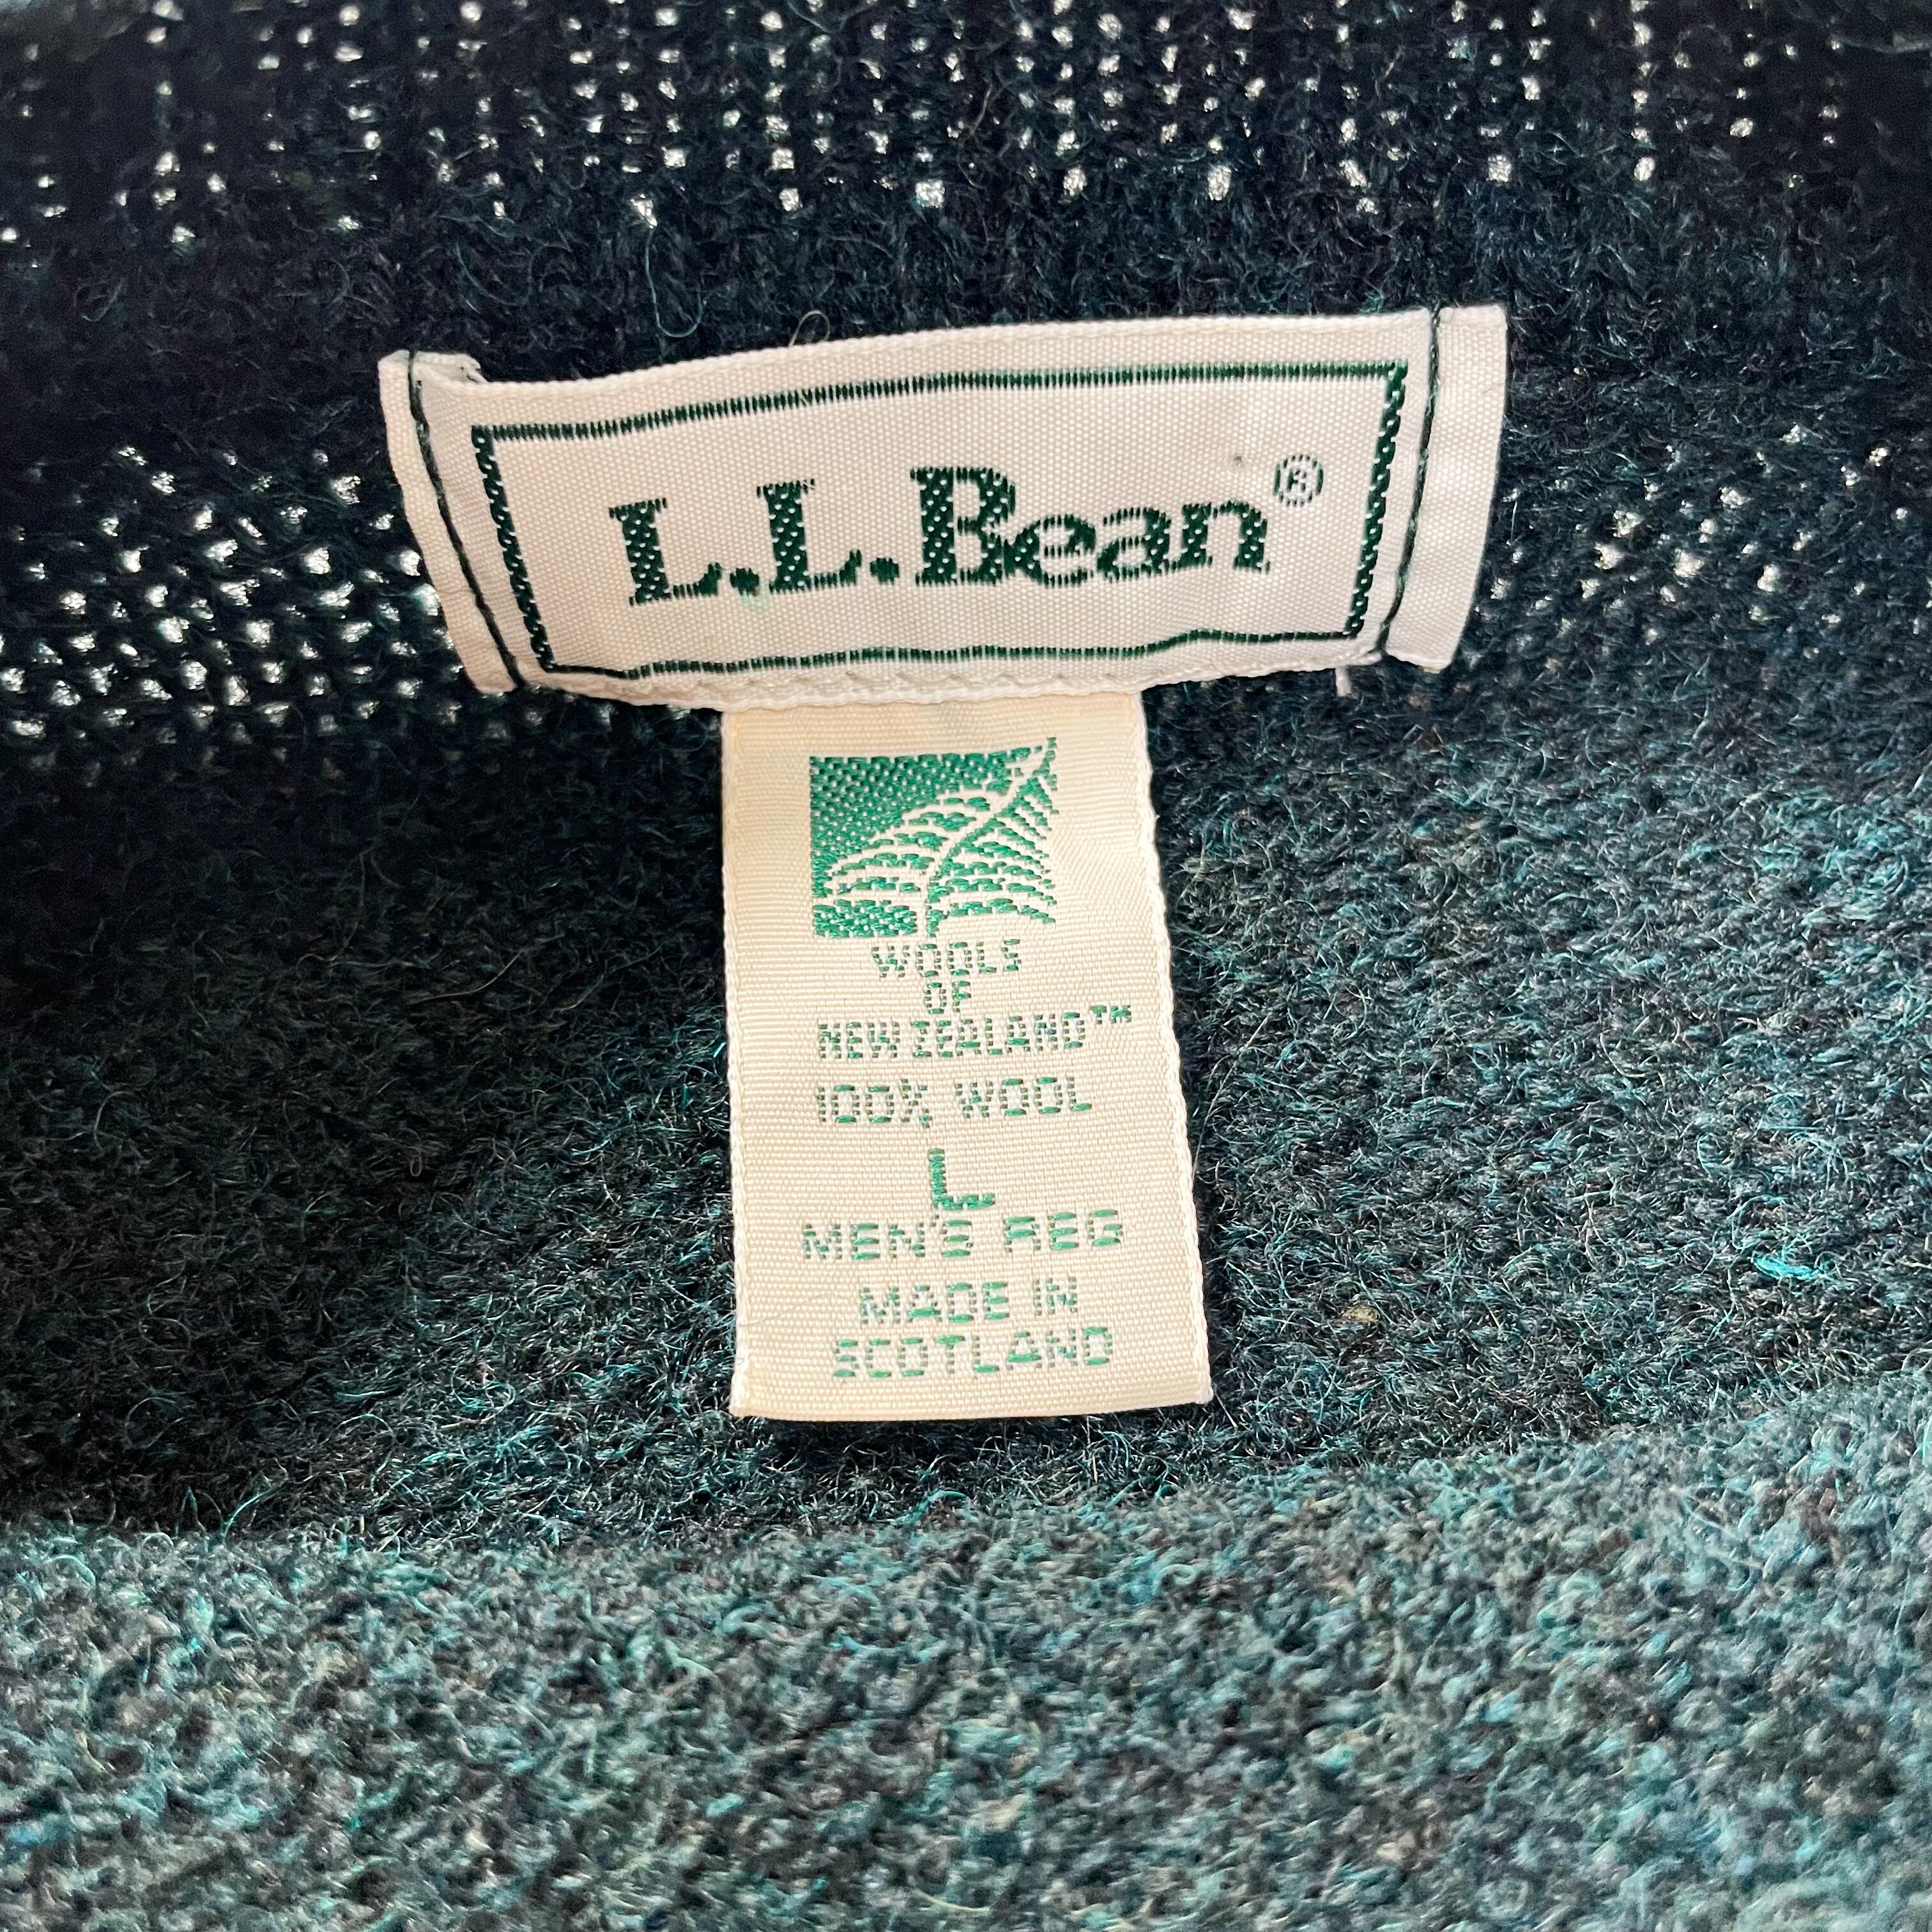 L.L.Bean®
WOOLS
OF
NEW ZEALAND™
100% WOOL
L
MEN'S REG
MADE IN
SCOTLAND